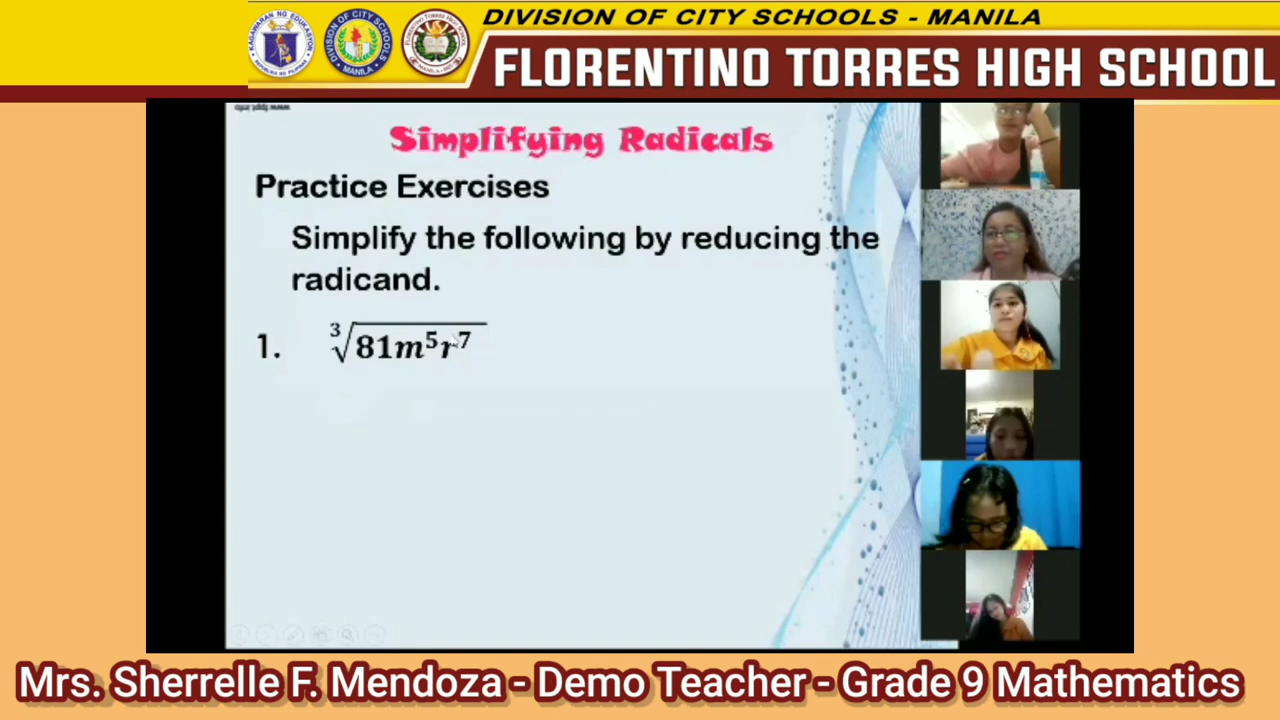 DIVISION OF CITY SCHOOLS - MANILA
FLORENTINO TORRES HIGH SCHOOL
Simplifying Radicals
Practice Exercises
Simplify the following by reducing the
radicand.
1. ∛81m⁵r⁷
Mrs. Sherrelle F. Mendoza - Demo Teacher - Grade 9 Mathematics